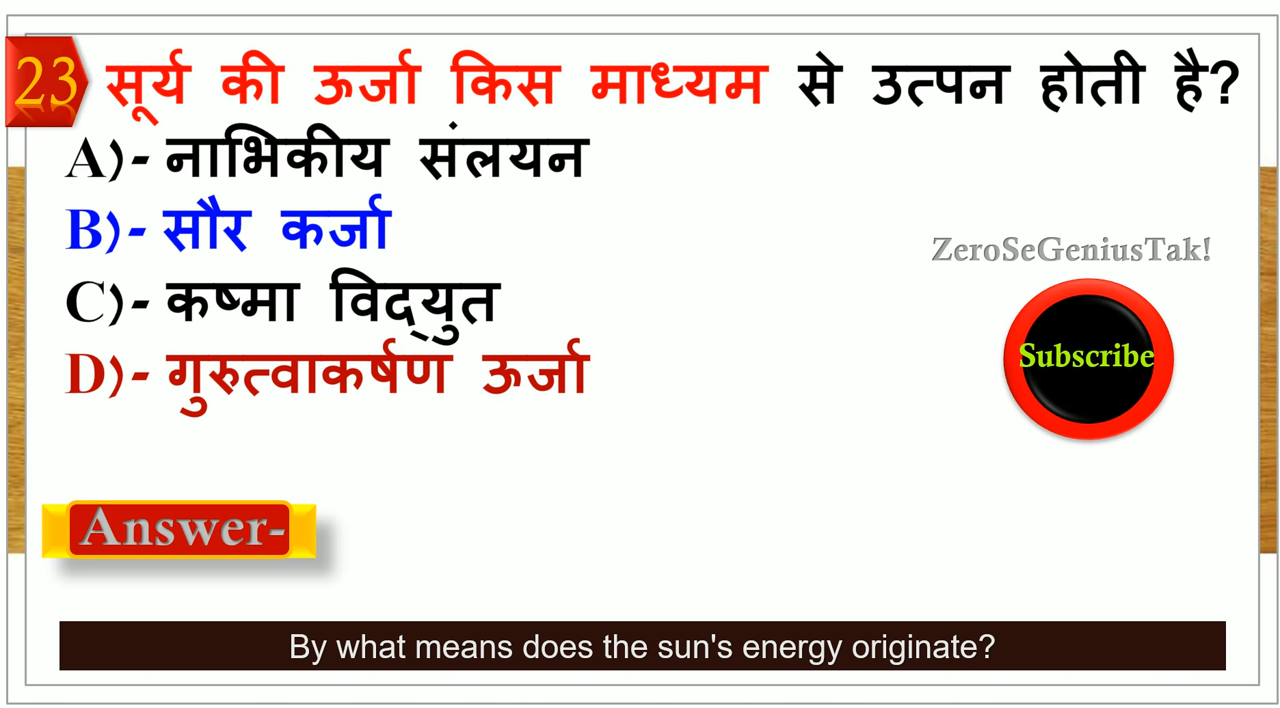 23 सूर्य की ऊर्जा किस माध्यम से उत्पन होती है?
A)- नाभिकीय संलयन
B)- सौर कर्जा
C)- कष्मा विद्‌युत
D)- गुरुत्वाकर्षण ऊर्जा
ZeroSeGeniusTak!
Subscribe
Answer-
By what means does the sun's energy originate?